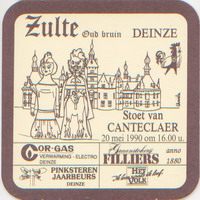 Zulte
Oud bruin DEINZE
Stoet van
CANTECLAER
20 mei 1990 om 16.00 u.
COR-GAS
VERWARMING - ELECTRO
DEINZE
Graanstokerij anno
FILLIERS 1880
PINKSTEREN
JAARBEURS
DEINZE
HET
VOLK